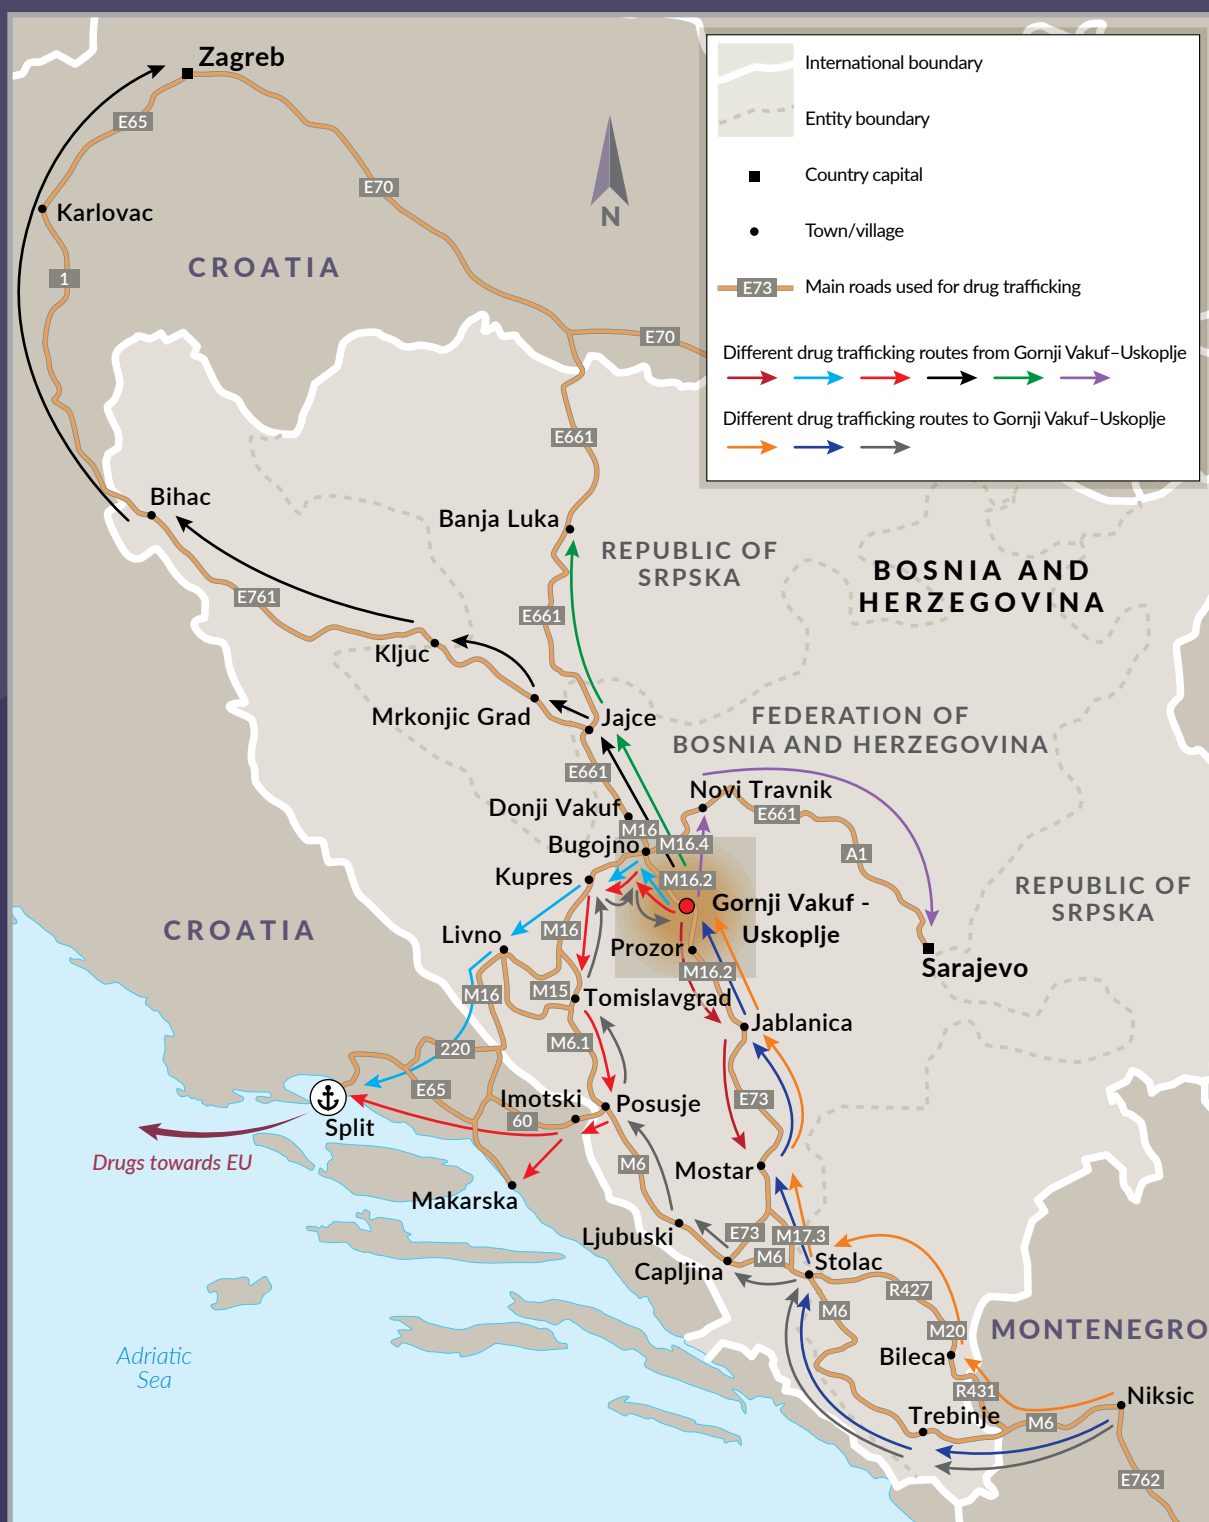 Zagreb
International boundary
Entity boundary
Country capital
Town/village
E73
Main roads used for drug trafficking
Different drug trafficking routes from Gornji Vakuf–Uskoplje
Different drug trafficking routes to Gornji Vakuf–Uskoplje
E65
E70
N
Karlovac
CROATIA
1
E70
E661
Bihac
Banja Luka
REPUBLIC OF
SRPSKA
BOSNIA AND
HERZEGOVINA
E761
E661
Kljuc
Mrkonjic Grad
Jajce
FEDERATION OF
BOSNIA AND HERZEGOVINA
E661
Novi Travnik
Donji Vakuf
E661
M16
Bugojno
M16.4
A1
Kupres
M16.2
REPUBLIC OF
SRPSKA
Gornji Vakuf -
Uskoplje
CROATIA
Livno
M16
Prozor
Sarajevo
M16.2
M16
M15
Tomislavgrad
Jablanica
220
M6.1
E65
Imotski
60
Posusje
E73
Split
Drugs towards EU
M6
Mostar
Makarska
Ljubuski
E73
M17.3
M6
Capljina
Stolac
R427
M6
M20
MONTENEGRO
Adriatic
Sea
Bileca
R431
Niksic
Trebinje
M6
E762